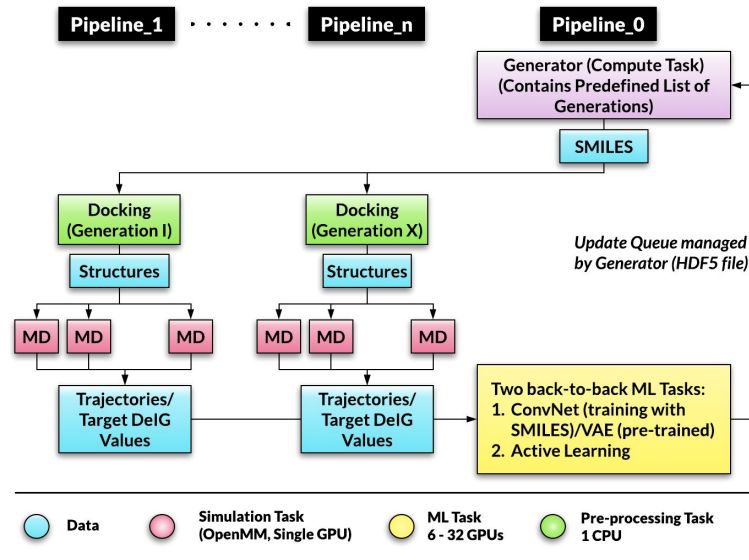 Pipeline_1
Pipeline_n
Pipeline_0
Generator (Compute Task)
(Contains Predefined List of
Generations)
SMILES
Docking
(Generation I)
Docking
(Generation X)
Update Queue managed
by Generator (HDF5 file)
Structures
Structures
MD
MD
MD
MD
MD
MD
Trajectories/
Target DelG
Values
Trajectories/
Target DelG
Values
Two back-to-back ML Tasks:
1. ConvNet (training with
SMILES)/VAE (pre-trained)
2. Active Learning
Data
Simulation Task
(OpenMM, Single GPU)
ML Task
6 - 32 GPUs
Pre-processing Task
1 CPU